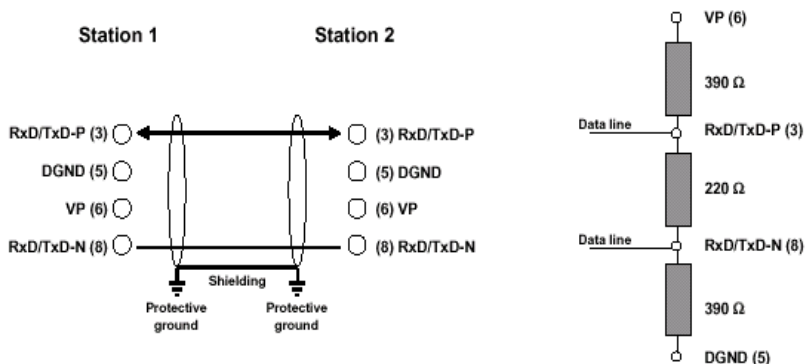 Station 1
Station 2
RxD/TxD-P (3)
(3) RxD/TxD-P
DGND (5)
(5) DGND
VP (6)
(6) VP
RxD/TxD-N (8)
(8) RxD/TxD-N
Shielding
Protective
ground
Protective
ground
VP (6)
390 Ω
Data line
RxD/TxD-P (3)
220 Ω
Data line
RxD/TxD-N (8)
390 Ω
DGND (5)